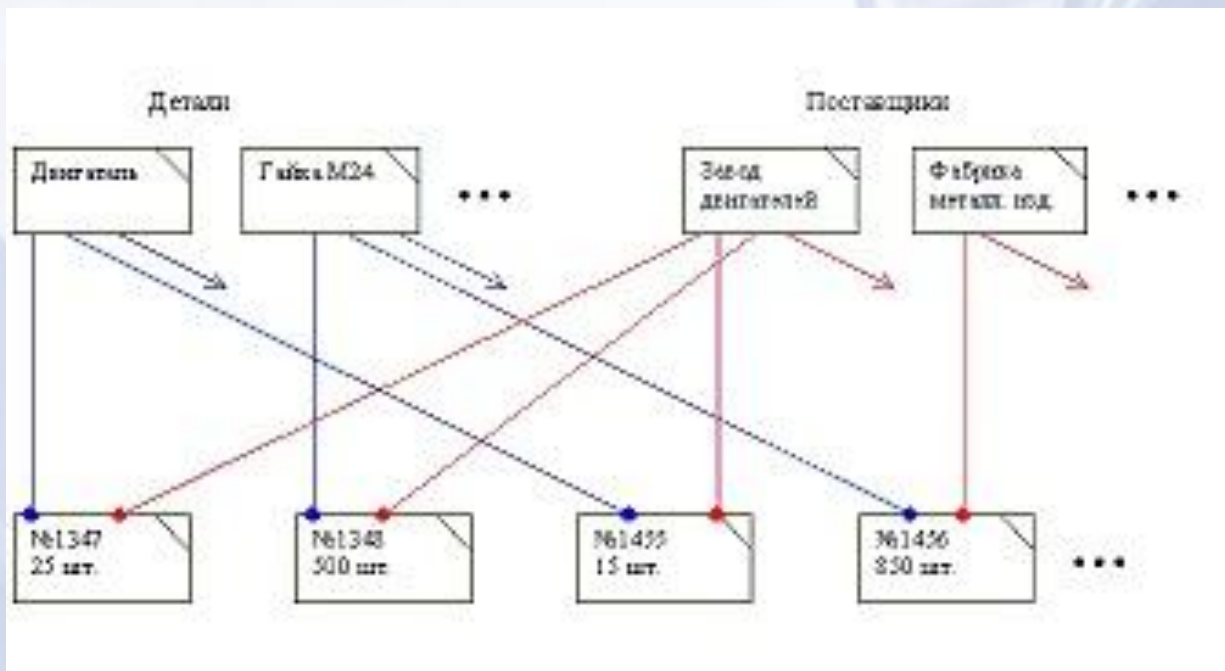 Детали
Поставщики
Двигатель
Гайка М24
Завод
двигателей
Фабрика
металл. изд.
•••
•••
№1347
25 шт.
№1348
500 шт.
№1455
15 шт.
№1456
850 шт.
•••